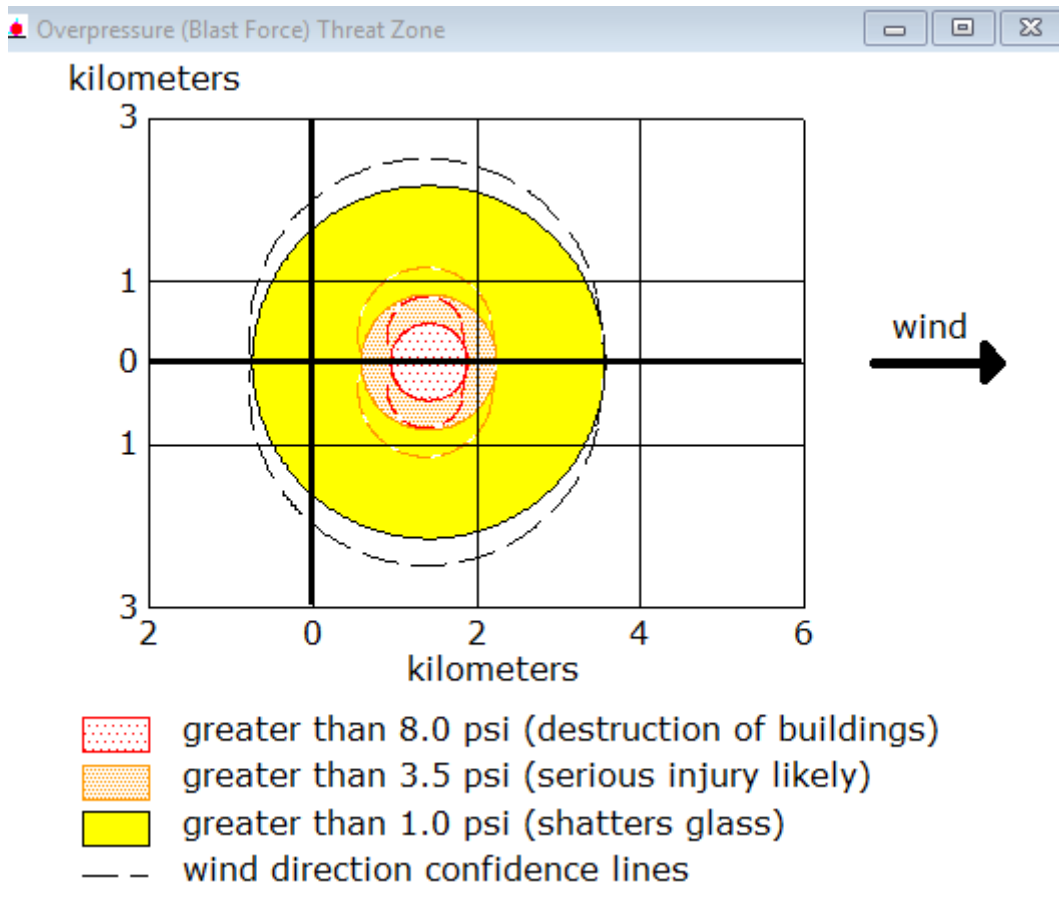 Overpressure (Blast Force) Threat Zone
kilometers
3
1
0
1
3
2 0 2 4 6
kilometers
wind
greater than 8.0 psi (destruction of buildings)
greater than 3.5 psi (serious injury likely)
greater than 1.0 psi (shatters glass)
wind direction confidence lines